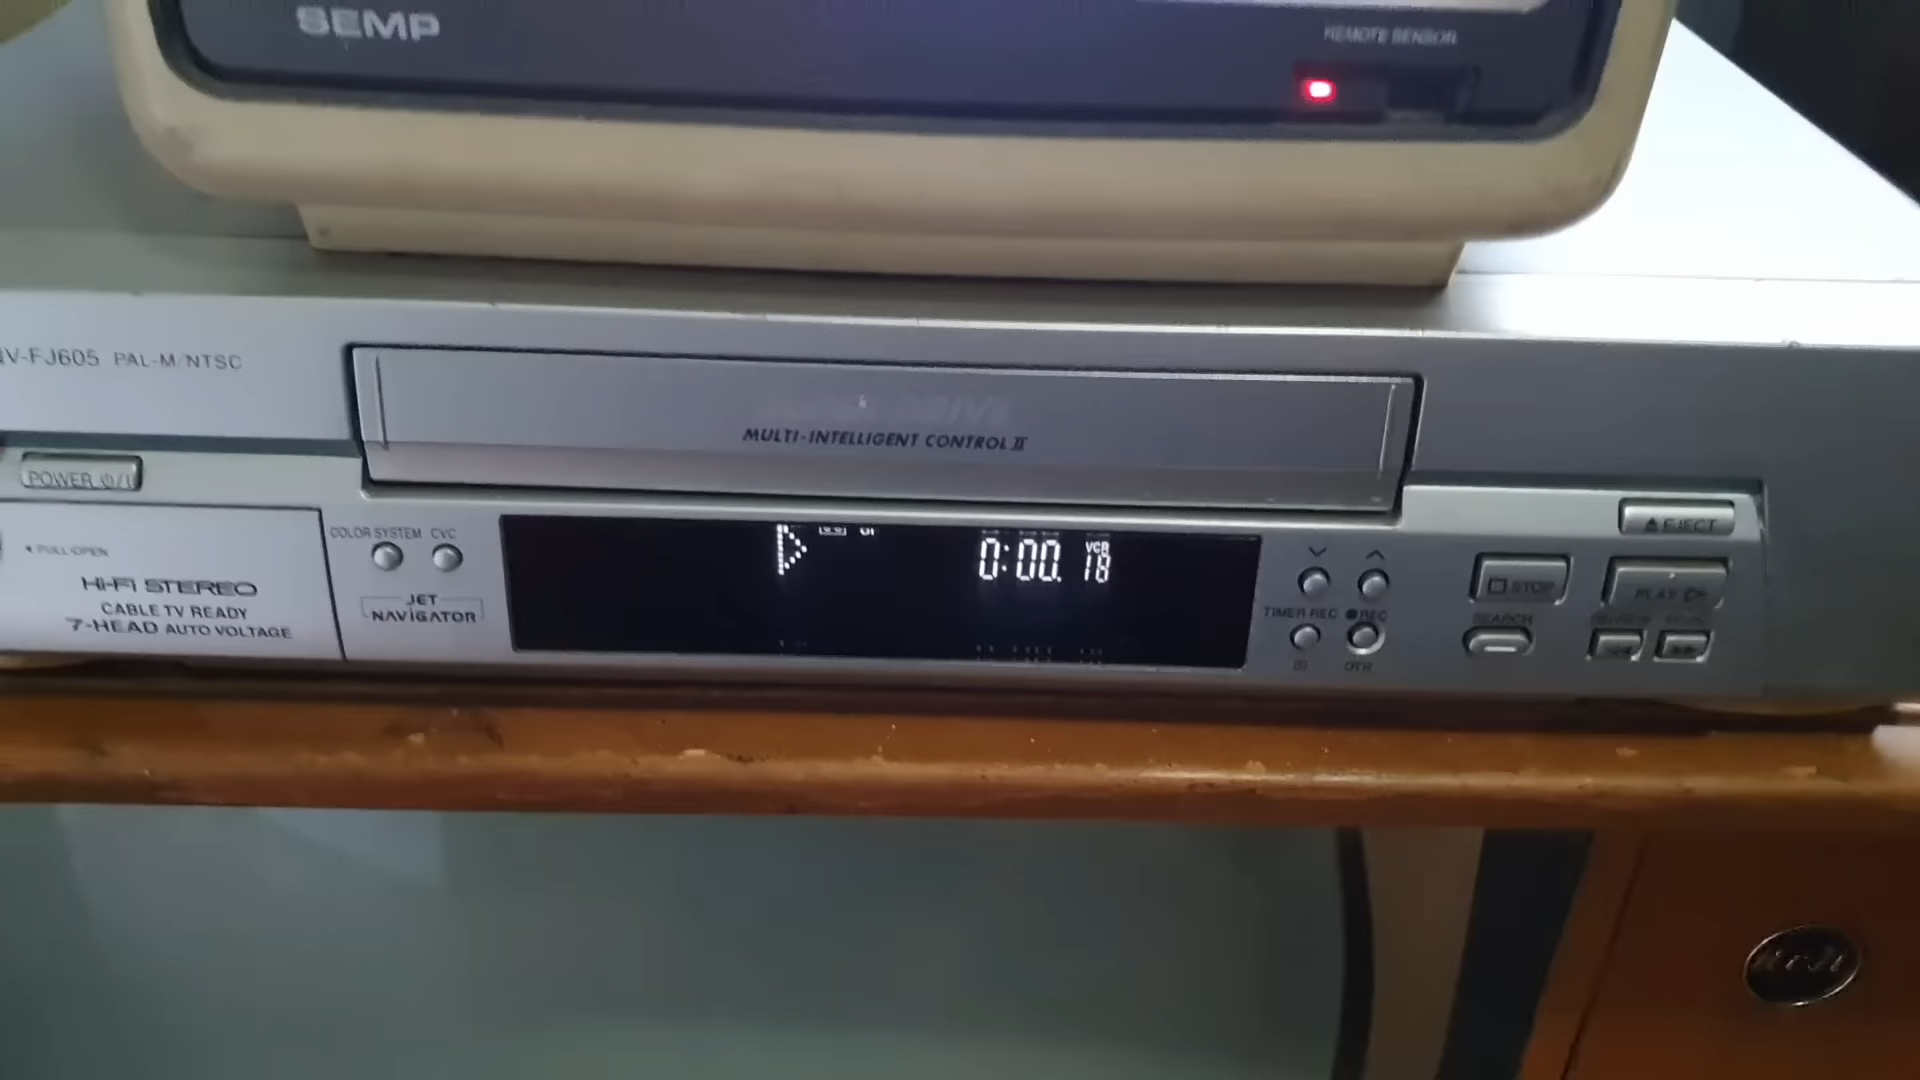 SEMP
REMOTE SENSOR
NV-FJ605 PAL-M/NTSC
MULTI-INTELLIGENT CONTROL II
POWER ⏻/I
EJECT
PULL-OPEN
COLOR SYSTEM CVC
0:00. 18
VCR
Hi-Fi STEREO
CABLE TV READY
7-HEAD AUTO VOLTAGE
JET
NAVIGATOR
STOP
PLAY
TIMER REC REC
SEARCH
OTR